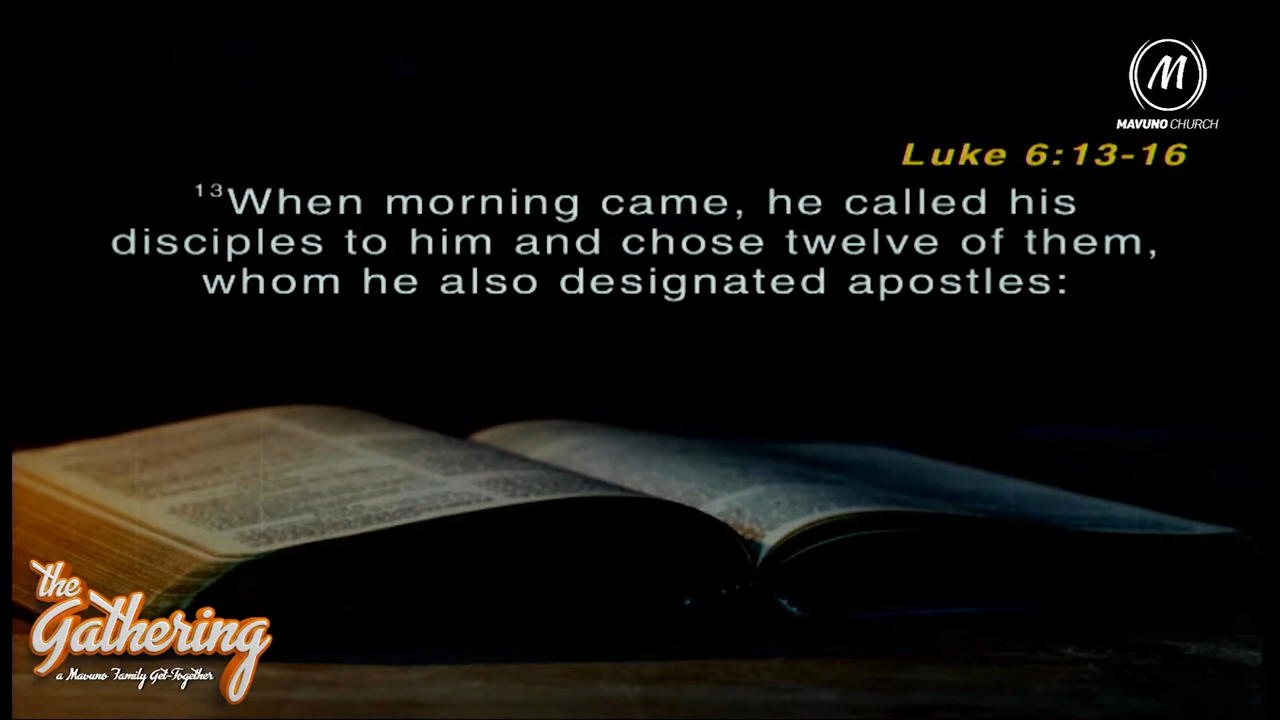 M
MAVUNO CHURCH
Luke 6:13-16
13When morning came, he called his
disciples to him and chose twelve of them,
whom he also designated apostles:
the
Gathering
a Mavuno Family Get-Together